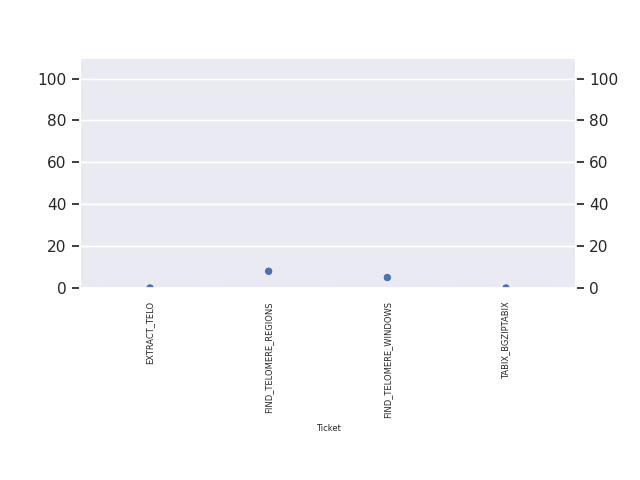 100
80
60
40
20
0
100
80
60
40
20
0
EXTRACT_TELO
FIND_TELOMERE_REGIONS
FIND_TELOMERE_WINDOWS
TABIX_BGZIPTABIX
Ticket